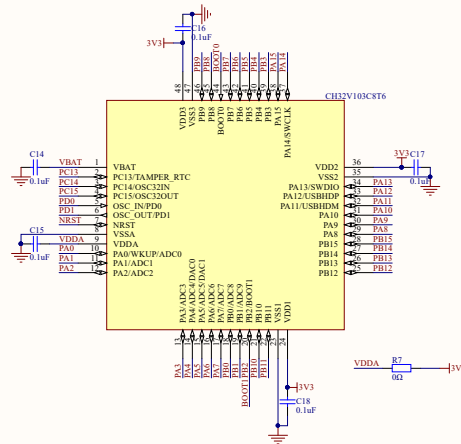 C16
0.1uF
3V3
PB9
PB8
BOOT0
PB7
PB6
PB5
PB4
PB3
PA15
PA14
48
47
46
45
44
43
42
41
40
39
38
37
CH32V103C8T6
VDD3
VSS3
PB9
PB8
BOOT0
PB7
PB6
PB5
PB4
PB3
PA15
PA14/SWCLK
C14
0.1uF
VBAT 1 VBAT
PC13 2 PC13/TAMPER_RTC
PC14 3 PC14/OSC32IN
PC15 4 PC15/OSC32OUT
PD0 5 OSC_IN/PD0
PD1 6 OSC_OUT/PD1
NRST 7 NRST
8 VSSA
VDDA 9 VDDA
PA0 10 PA0/WKUP/ADC0
PA1 11 PA1/ADC1
PA2 12 PA2/ADC2
C15
0.1uF
3V3
C17
0.1uF
VDD2 36
VSS2 35
PA13/SWDIO 34 PA13
PA12/USBHDP 33 PA12
PA11/USBHDM 32 PA11
PA10 31 PA10
PA9 30 PA9
PA8 29 PA8
PB15 28 PB15
PB14 27 PB14
PB13 26 PB13
PB12 25 PB12
PA3/ADC3
PA4/ADC4/DAC0
PA5/ADC5/DAC1
PA6/ADC6
PA7/ADC7
PB0/ADC8
PB1/ADC9
PB2/BOOT1
PB10
PB11
VSS1
VDD1
13
14
15
16
17
18
19
20
21
22
23
24
PA3
PA4
PA5
PA6
PA7
PB0
PB1
BOOT1 PB2
PB10
PB11
3V3
C18
0.1uF
VDDA
R7
0Ω
3V3